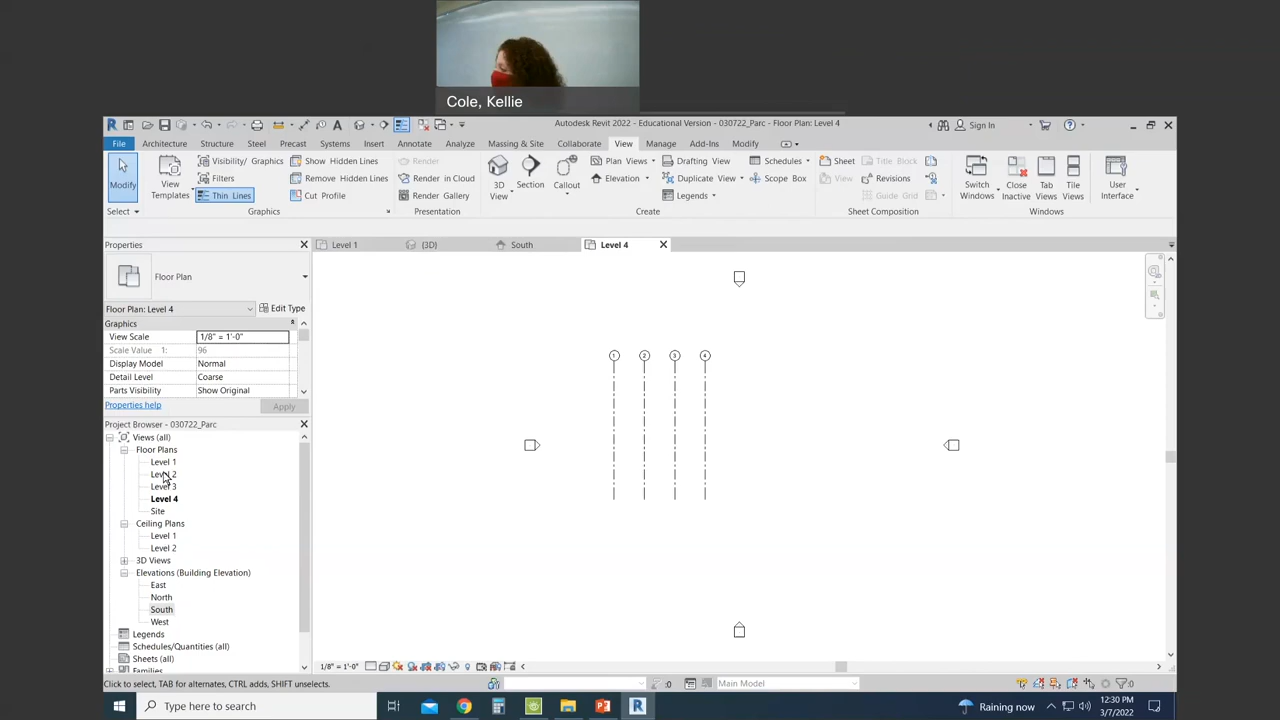 Cole, Kellie
Autodesk Revit 2022 - Educational Version - 030722_Parc - Floor Plan: Level 4
Sign In
File Architecture Structure Steel Precast Systems Insert Annotate Analyze Massing & Site Collaborate View Manage Add-Ins Modify
Modify
View Templates
Visibility/ Graphics
Filters
Thin Lines
Show Hidden Lines
Remove Hidden Lines
Cut Profile
Render
Render in Cloud
Render Gallery
3D View
Section
Callout
Plan Views
Elevation
Drafting View
Duplicate View
Legends
Schedules
Scope Box
Sheet
View
Title Block
Revisions
Guide Grid
Switch Windows
Close Inactive
Tab Views
Tile Views
User Interface
Select Graphics Presentation Create Sheet Composition Windows
Properties
Level 1 (3D) South Level 4
Floor Plan
Floor Plan: Level 4 Edit Type
Graphics
View Scale 1/8" = 1'-0"
Scale Value 1: 96
Display Model Normal
Detail Level Coarse
Parts Visibility Show Original
Properties help Apply
Project Browser - 030722_Parc
Views (all)
Floor Plans
Level 1
Level 2
Level 3
Level 4
Site
Ceiling Plans
Level 1
Level 2
3D Views
Elevations (Building Elevation)
East
North
South
West
Legends
Schedules/Quantities (all)
Sheets (all)
Families
1 2 3 4
1/8" = 1'-0"
Click to select, TAB for alternates, CTRL adds, SHIFT unselects.
:0
Main Model
:0
Type here to search
Raining now
12:30 PM
3/7/2022